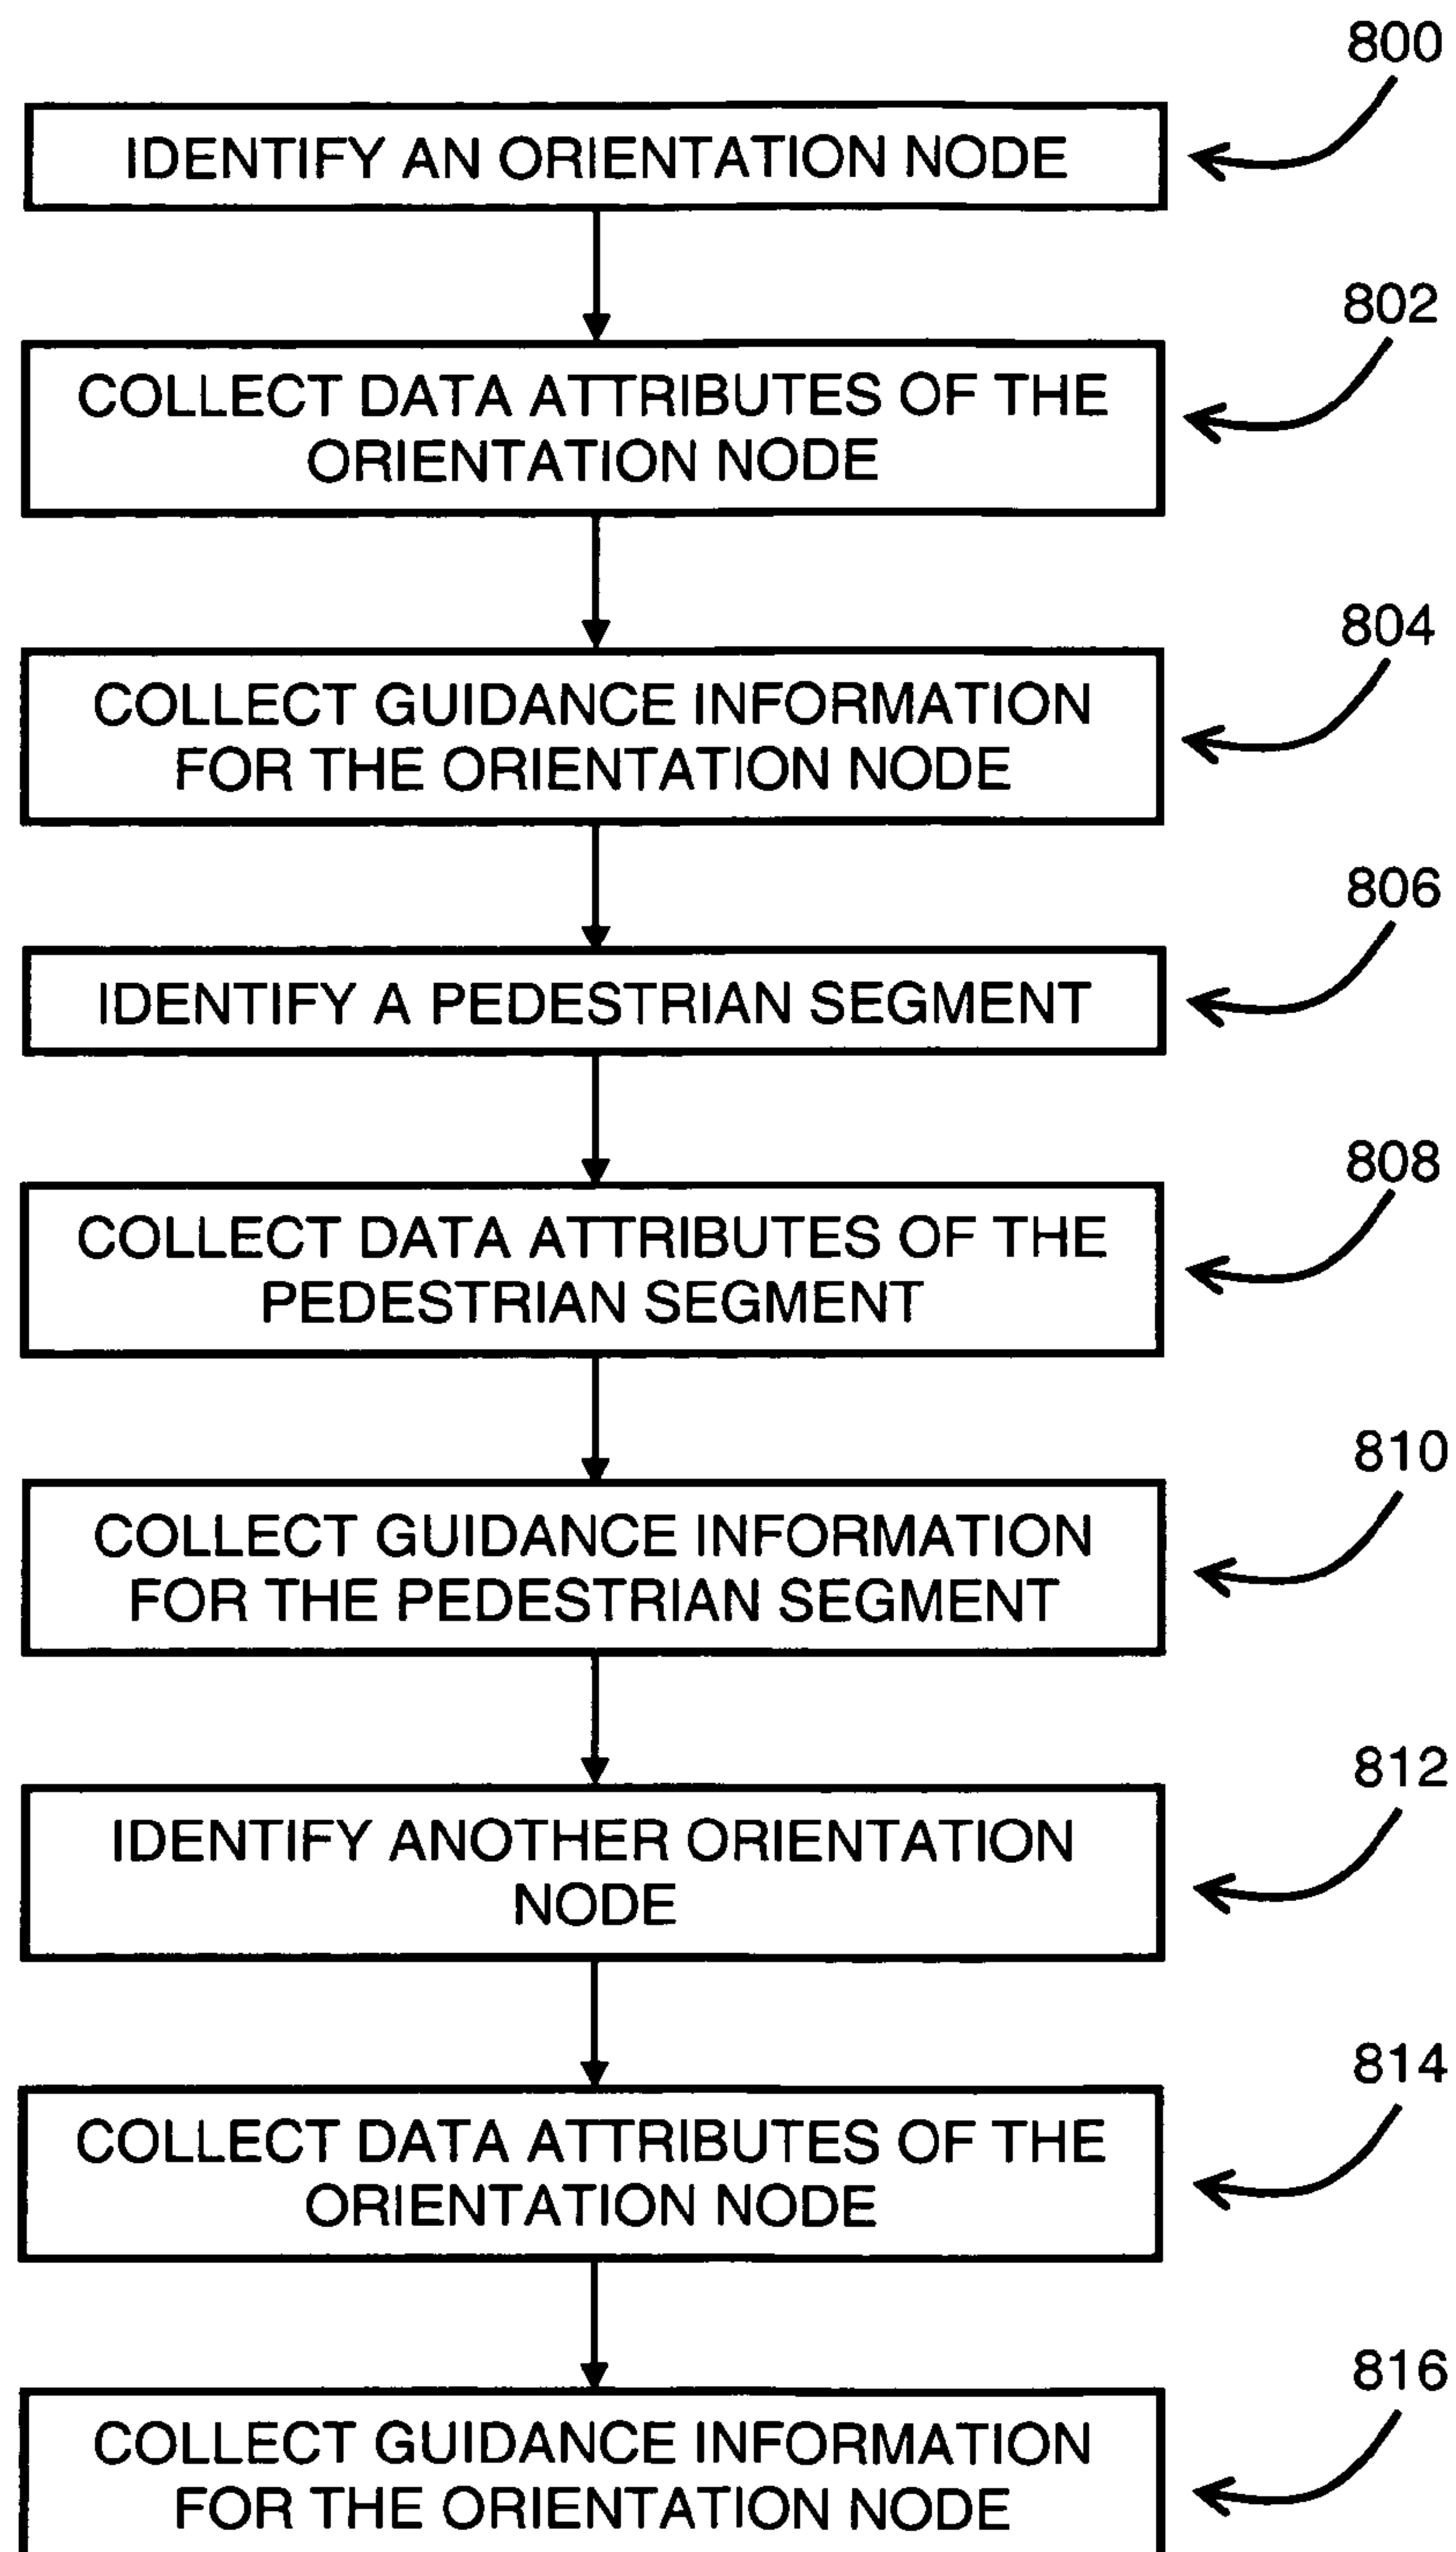 800
IDENTIFY AN ORIENTATION NODE
802
COLLECT DATA ATTRIBUTES OF THE
ORIENTATION NODE
804
COLLECT GUIDANCE INFORMATION
FOR THE ORIENTATION NODE
806
IDENTIFY A PEDESTRIAN SEGMENT
808
COLLECT DATA ATTRIBUTES OF THE
PEDESTRIAN SEGMENT
810
COLLECT GUIDANCE INFORMATION
FOR THE PEDESTRIAN SEGMENT
812
IDENTIFY ANOTHER ORIENTATION
NODE
814
COLLECT DATA ATTRIBUTES OF THE
ORIENTATION NODE
816
COLLECT GUIDANCE INFORMATION
FOR THE ORIENTATION NODE